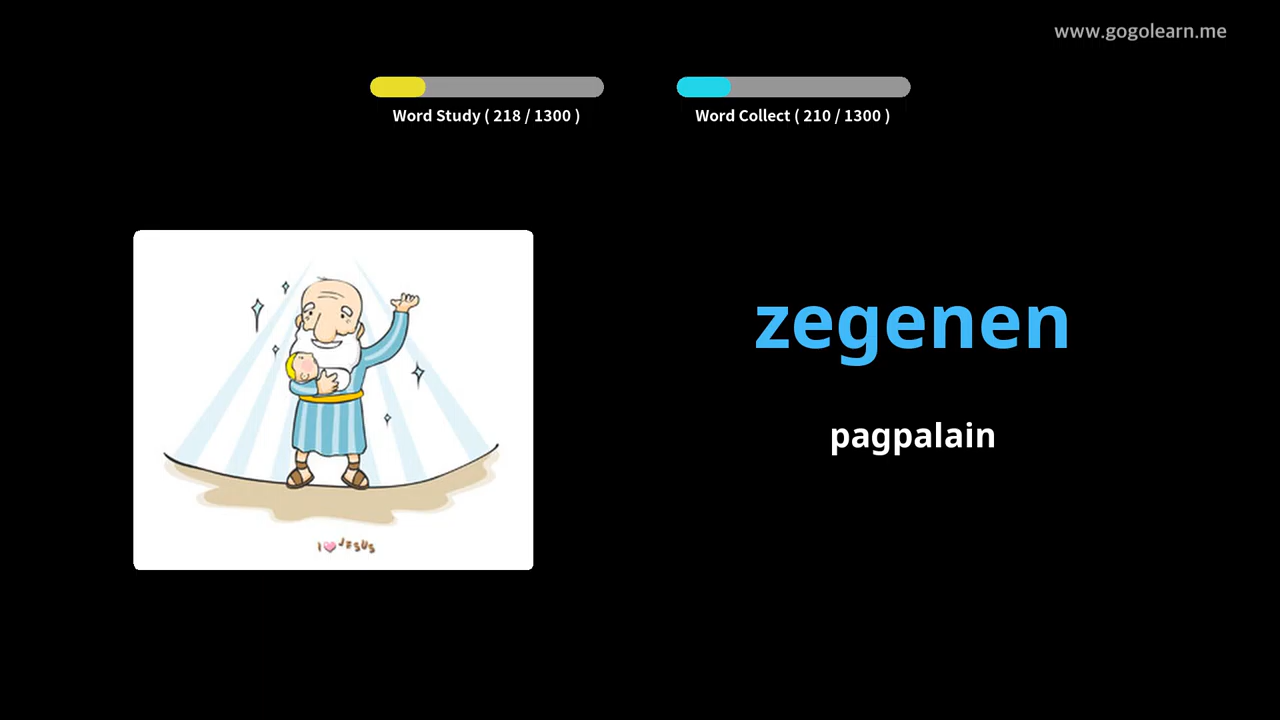 www.gogolearn.me
Word Study ( 218 / 1300 )
Word Collect ( 210 / 1300 )
zegenen
pagpalain
I ♥ JESUS